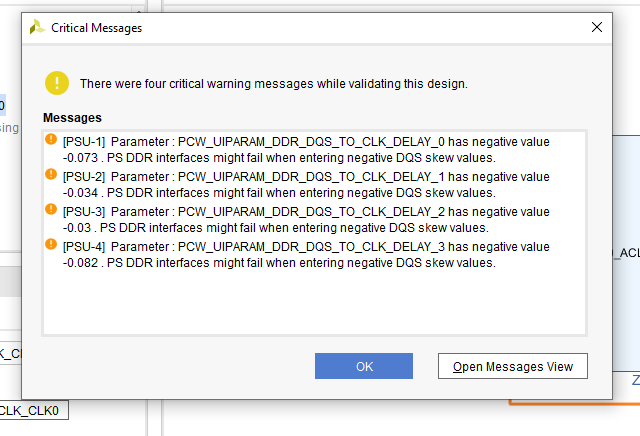 Critical Messages
There were four critical warning messages while validating this design.
Messages
[PSU-1] Parameter : PCW_UIPARAM_DDR_DQS_TO_CLK_DELAY_0 has negative value
-0.073 . PS DDR interfaces might fail when entering negative DQS skew values.
[PSU-2] Parameter : PCW_UIPARAM_DDR_DQS_TO_CLK_DELAY_1 has negative value
-0.034 . PS DDR interfaces might fail when entering negative DQS skew values.
[PSU-3] Parameter : PCW_UIPARAM_DDR_DQS_TO_CLK_DELAY_2 has negative value
-0.03 . PS DDR interfaces might fail when entering negative DQS skew values.
[PSU-4] Parameter : PCW_UIPARAM_DDR_DQS_TO_CLK_DELAY_3 has negative value
-0.082 . PS DDR interfaces might fail when entering negative DQS skew values.
OK
Open Messages View
0
sing
_ACL
CLK_CLK0
Z